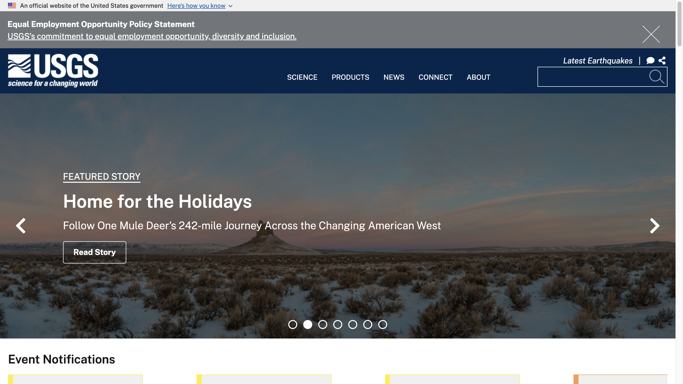 An official website of the United States government Here's how you know
Equal Employment Opportunity Policy Statement
USGS's commitment to equal employment opportunity, diversity and inclusion.
USGS
science for a changing world
Latest Earthquakes |
SCIENCE PRODUCTS NEWS CONNECT ABOUT
FEATURED STORY
Home for the Holidays
Follow One Mule Deer's 242-mile Journey Across the Changing American West
Read Story
Event Notifications